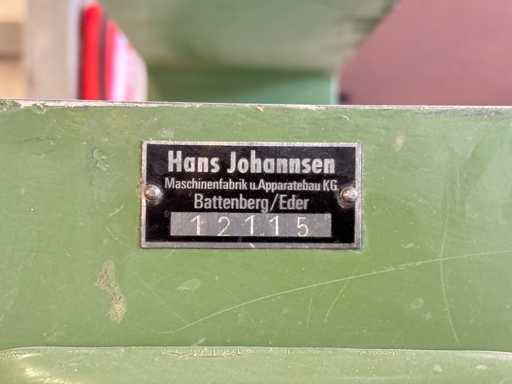 Hans Johannsen
Maschinenfabrik u. Apparatebau KG.
Battenberg/Eder
12115